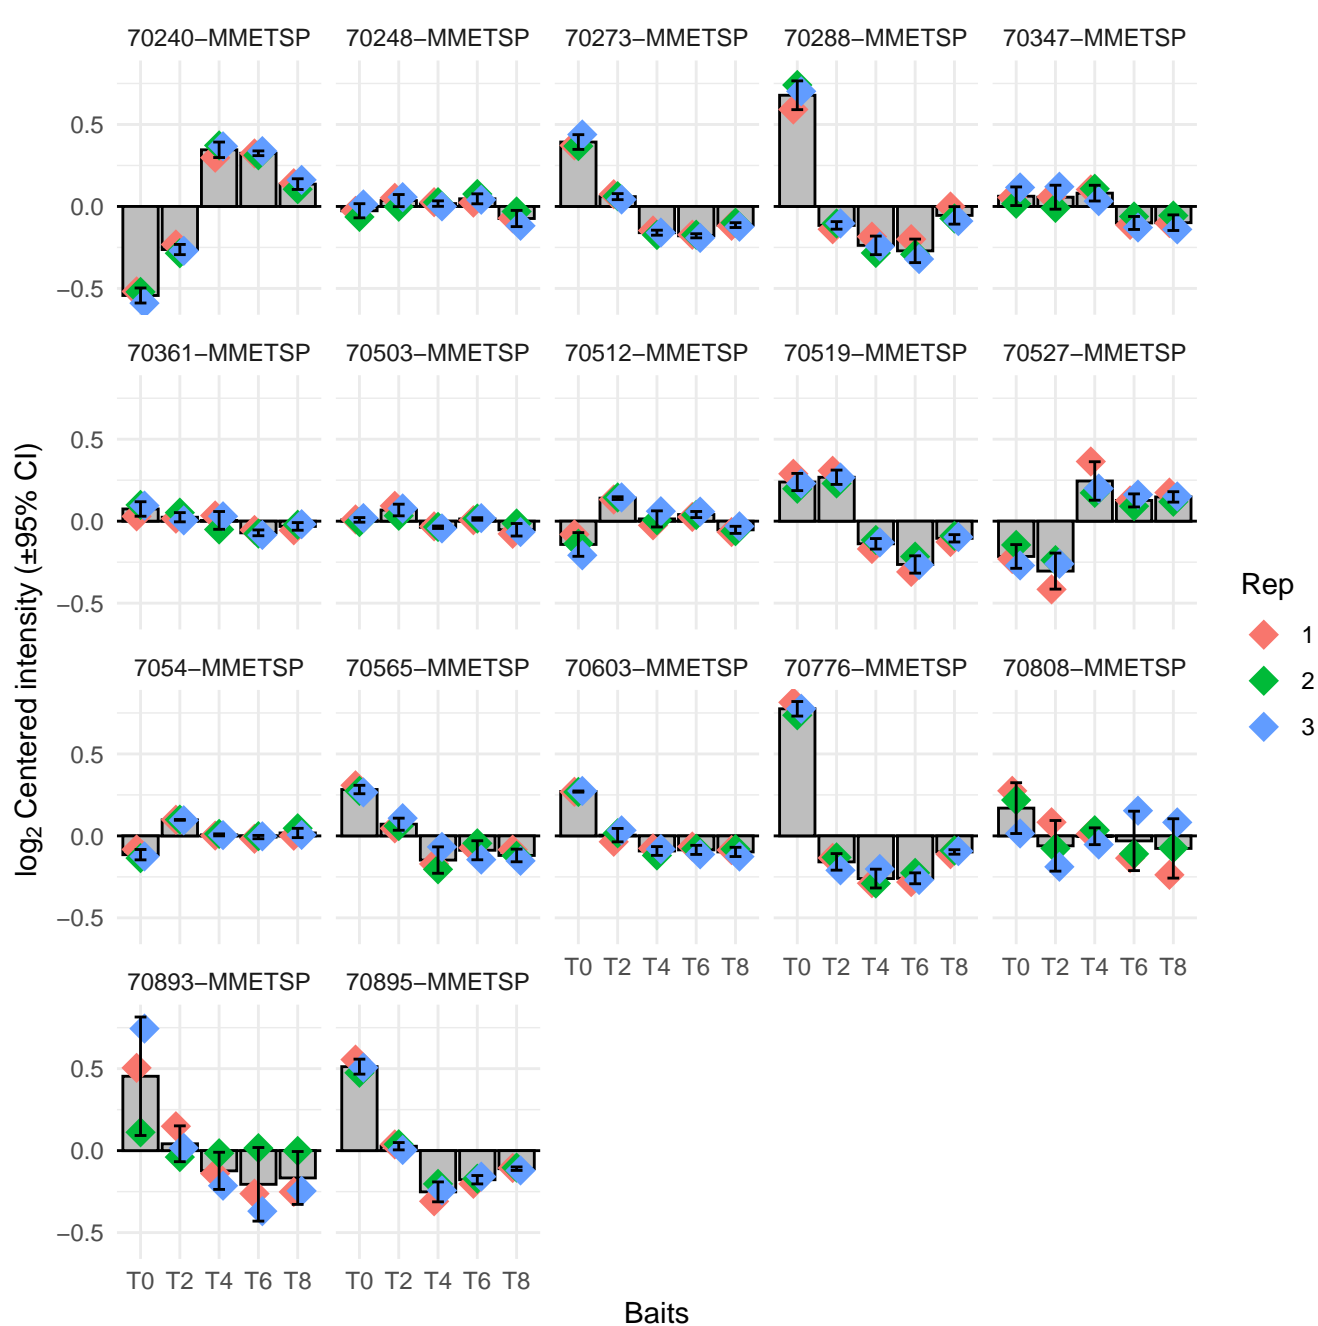 70240−MMETSP 70248−MMETSP 70273−MMETSP 70288−MMETSP 70347−MMETSP
0.5
0.0
−0.5
70361−MMETSP 70503−MMETSP 70512−MMETSP 70519−MMETSP 70527−MMETSP
0.5
0.0
−0.5
7054−MMETSP 70565−MMETSP 70603−MMETSP 70776−MMETSP 70808−MMETSP
0.5
0.0
−0.5
T0 T2 T4 T6 T8 T0 T2 T4 T6 T8 T0 T2 T4 T6 T8
70893−MMETSP 70895−MMETSP
0.5
0.0
−0.5
T0 T2 T4 T6 T8 T0 T2 T4 T6 T8
Baits
log2 Centered intensity (±95% CI)
Rep
1
2
3